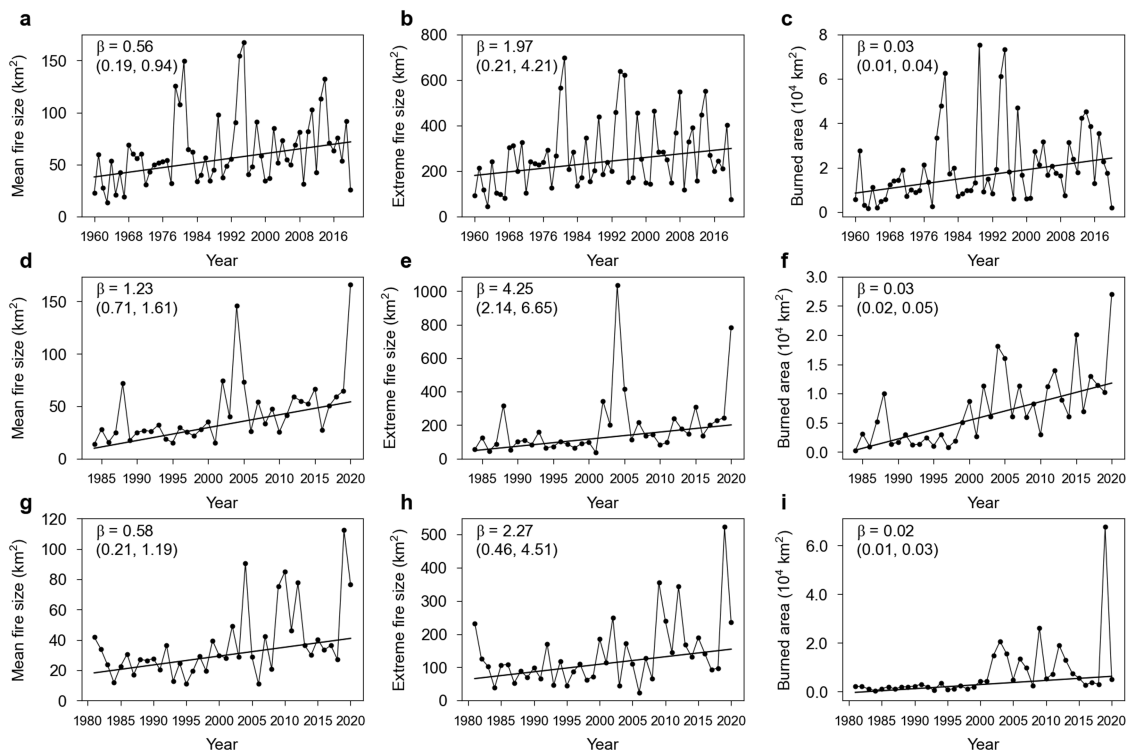 a
β = 0.56
(0.19, 0.94)
Mean fire size (km²)
150
100
50
0
1960 1968 1976 1984 1992 2000 2008 2016
Year
b
β = 1.97
(0.21, 4.21)
Extreme fire size (km²)
800
600
400
200
0
1960 1968 1976 1984 1992 2000 2008 2016
Year
c
β = 0.03
(0.01, 0.04)
Burned area (10⁴ km²)
8
6
4
2
0
1960 1968 1976 1984 1992 2000 2008 2016
Year
d
β = 1.23
(0.71, 1.61)
Mean fire size (km²)
150
100
50
0
1985 1990 1995 2000 2005 2010 2015 2020
Year
e
β = 4.25
(2.14, 6.65)
Extreme fire size (km²)
1000
800
600
400
200
0
1985 1990 1995 2000 2005 2010 2015 2020
Year
f
β = 0.03
(0.02, 0.05)
Burned area (10⁴ km²)
3.0
2.5
2.0
1.5
1.0
0.5
0.0
1985 1990 1995 2000 2005 2010 2015 2020
Year
g
β = 0.58
(0.21, 1.19)
Mean fire size (km²)
120
100
80
60
40
20
0
1980 1985 1990 1995 2000 2005 2010 2015 2020
Year
h
β = 2.27
(0.46, 4.51)
Extreme fire size (km²)
500
400
300
200
100
0
1980 1985 1990 1995 2000 2005 2010 2015 2020
Year
i
β = 0.02
(0.01, 0.03)
Burned area (10⁴ km²)
6.0
4.0
2.0
0.0
1980 1985 1990 1995 2000 2005 2010 2015 2020
Year